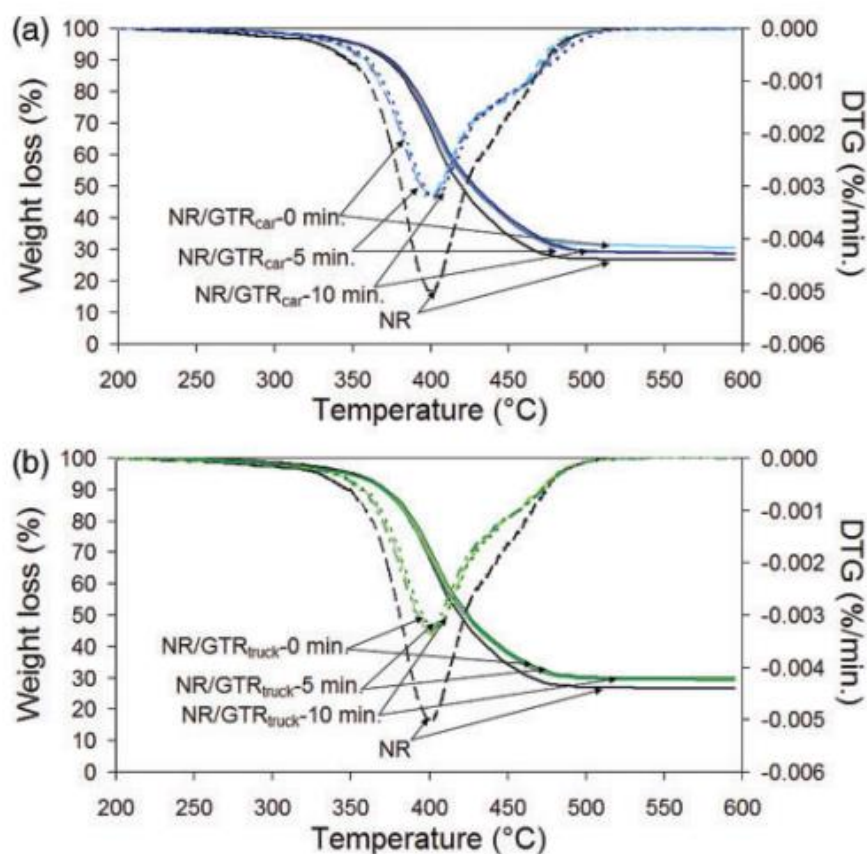 (a)
Weight loss (%)
100
90
80
70
60
50
40
30
20
10
0
0.000
-0.001
-0.002
-0.003
-0.004
-0.005
-0.006
DTG (%/min.)
NR/GTRcar-0 min.
NR/GTRcar-5 min.
NR/GTRcar-10 min.
NR
200 250 300 350 400 450 500 550 600
Temperature (°C)
(b)
Weight loss (%)
100
90
80
70
60
50
40
30
20
10
0
0.000
-0.001
-0.002
-0.003
-0.004
-0.005
-0.006
DTG (%/min.)
NR/GTRtruck-0 min.
NR/GTRtruck-5 min.
NR/GTRtruck-10 min.
NR
200 250 300 350 400 450 500 550 600
Temperature (°C)